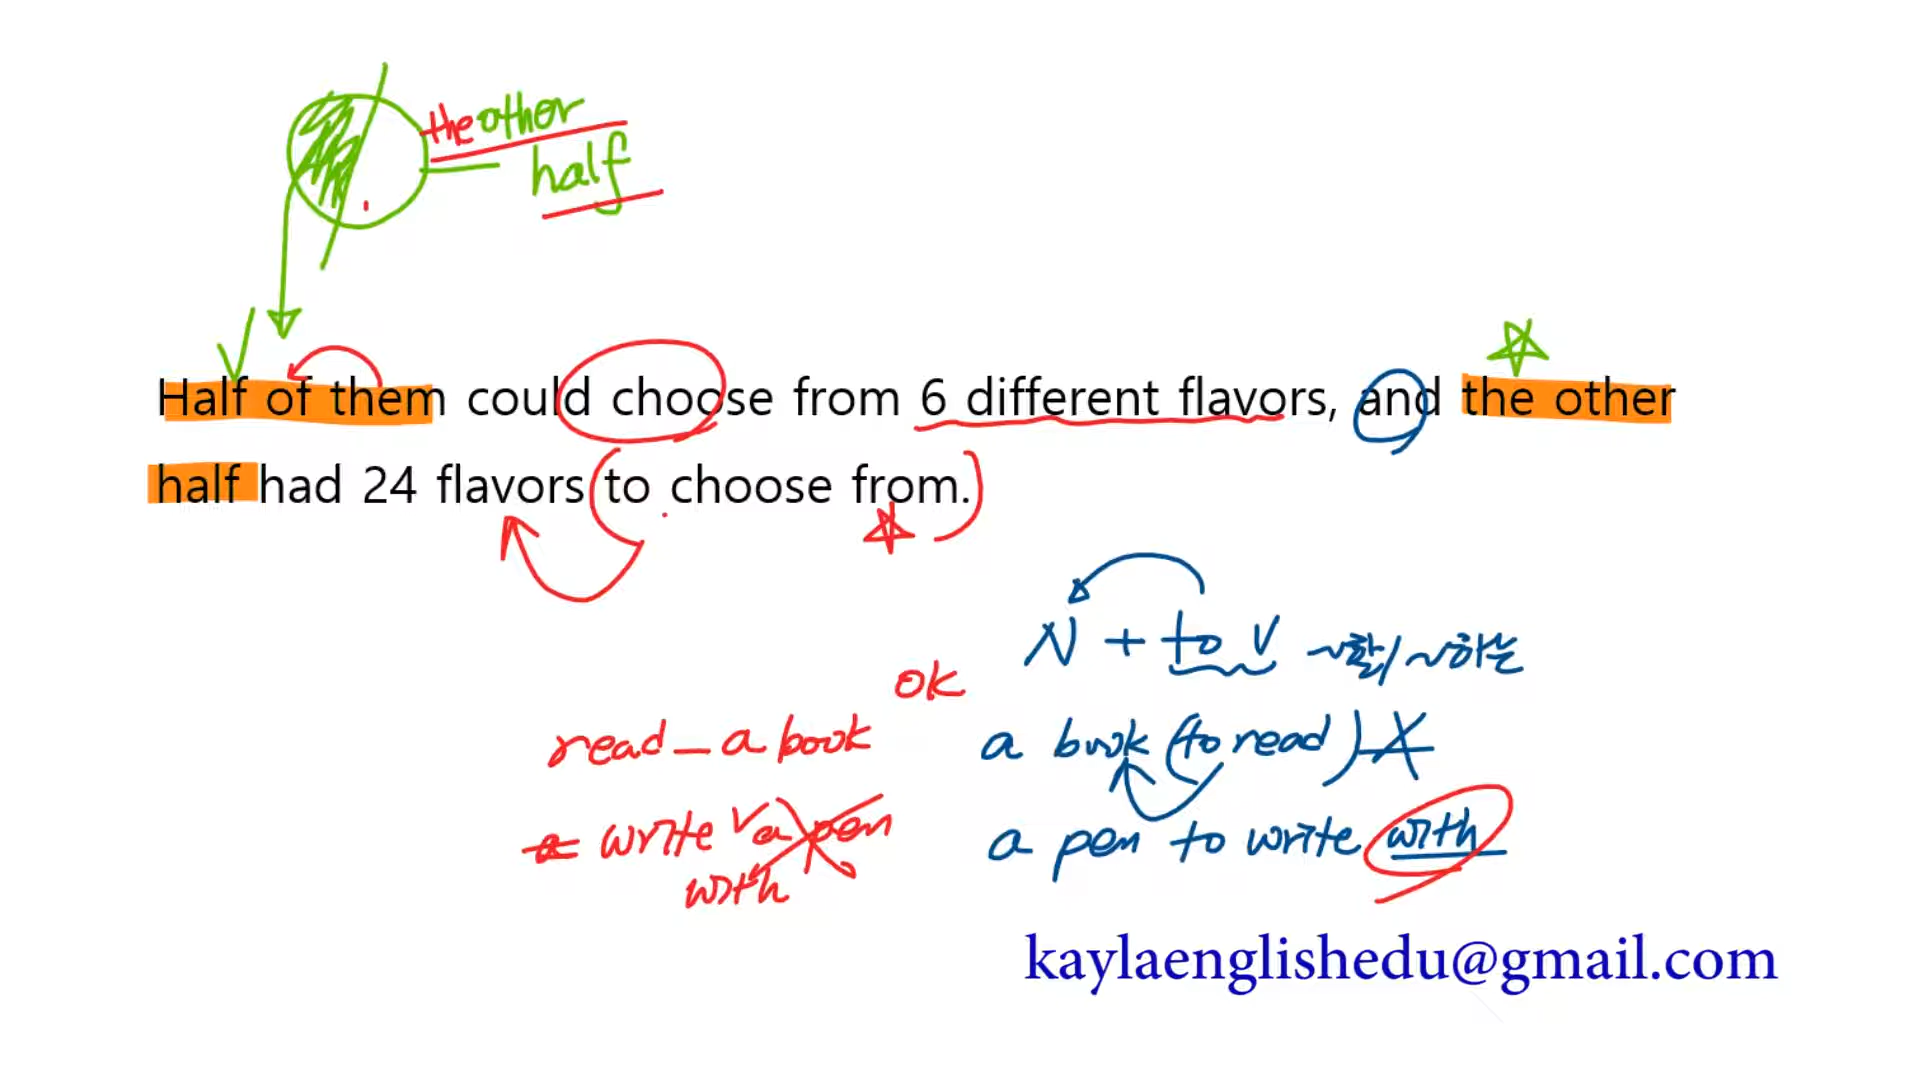 the other
half
Half of them could choose from 6 different flavors, and the other
half had 24 flavors to choose from.
N + to V ~할/~하는
ok
read – a book a book (to read) X
a write a pen a pen to write with
with
kaylaenglishedu@gmail.com